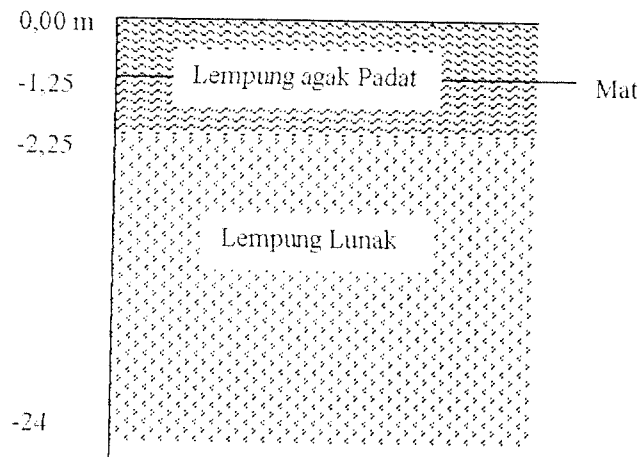 0,00 m
Lempung agak Padat
-1,25
Mat
-2,25
Lempung Lunak
-24